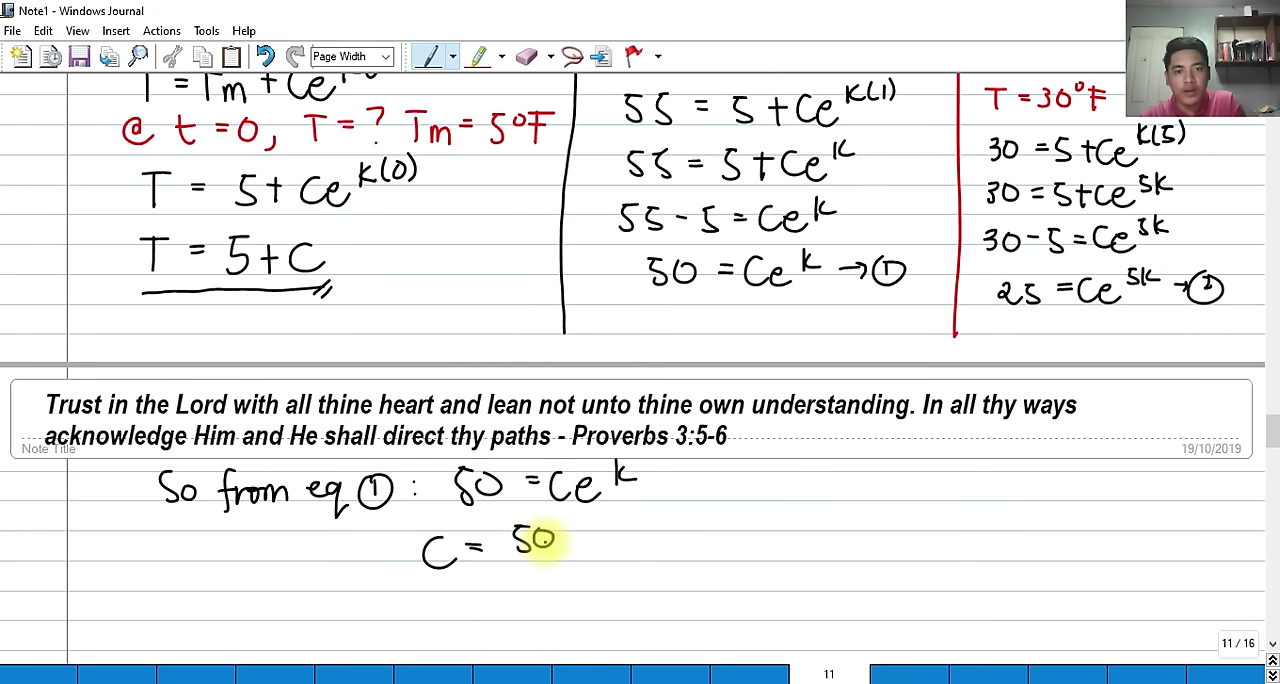 Note1 - Windows Journal
File Edit View Insert Actions Tools Help
Page Width
T = Tm + Ce
@ t = 0, T = ? Tm = 5°F
T = 5 + Ce^K(0)
T = 5 + C
55 = 5 + Ce^K(1)
55 = 5 + Ce^K
55 - 5 = Ce^K
50 = Ce^K → ①
T = 30°F
30 = 5 + Ce^K(5)
30 = 5 + Ce^5K
30 - 5 = Ce^5K
25 = Ce^5K → ②
Trust in the Lord with all thine heart and lean not unto thine own understanding. In all thy ways
acknowledge Him and He shall direct thy paths - Proverbs 3:5-6
Note Title 19/10/2019
So from eq ① : 50 = Ce^K
C = 50
11 / 16
11